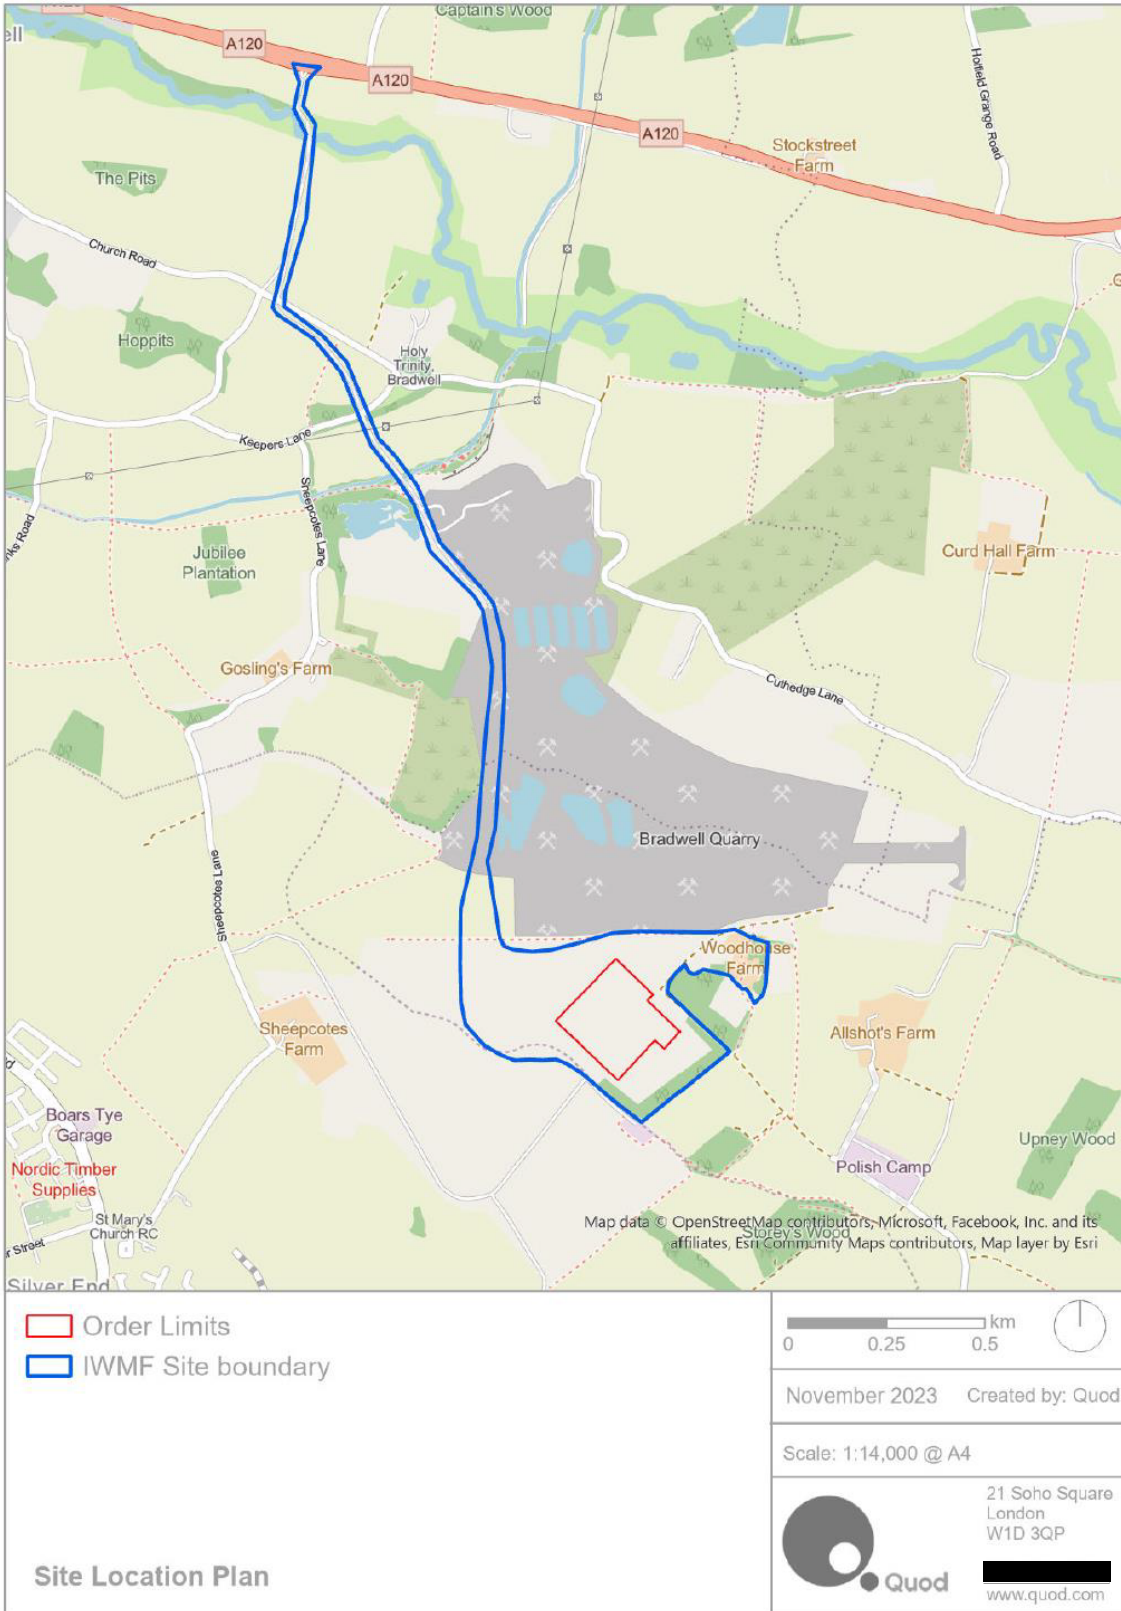 Captain's Wood
A120
A120
A120
Holfield Grange Road
Stockstreet
Farm
The Pits
Church Road
Hoppits
Holy
Trinity,
Bradwell
Keepers Lane
Sheepcotes Lane
nks Road
Jubilee
Plantation
Curd Hall Farm
Gosling's Farm
Cuthedge Lane
Bradwell Quarry
Sheepcotes Lane
Woodhouse
Farm
Sheepcotes
Farm
Allshot's Farm
Boars Tye
Garage
Nordic Timber
Supplies
Upney Wood
Polish Camp
St Mary's
Church RC
r Street
Storey's Wood
Silver End
Map data © OpenStreetMap contributors, Microsoft, Facebook, Inc. and its
affiliates, Esri Community Maps contributors, Map layer by Esri
Order Limits
IWMF Site boundary
km
0 0.25 0.5
November 2023 Created by: Quod
Scale: 1:14,000 @ A4
21 Soho Square
London
W1D 3QP
Quod
www.quod.com
Site Location Plan